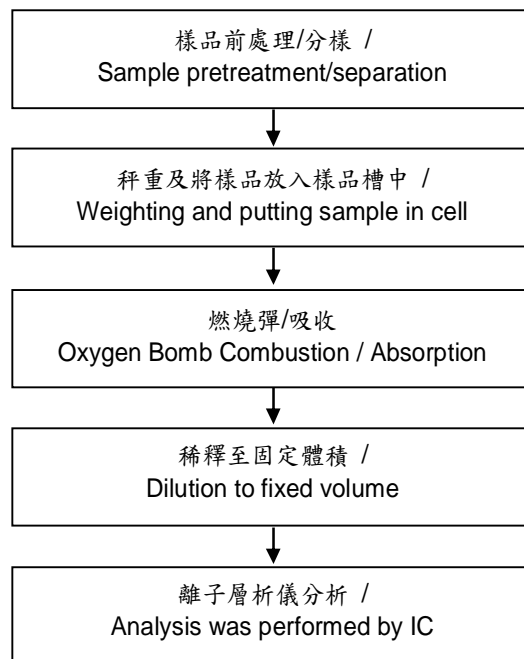 樣品前處理/分樣 /
Sample pretreatment/separation
秤重及將樣品放入樣品槽中 /
Weighting and putting sample in cell
燃燒彈/吸收
Oxygen Bomb Combustion / Absorption
稀釋至固定體積 /
Dilution to fixed volume
離子層析儀分析 /
Analysis was performed by IC